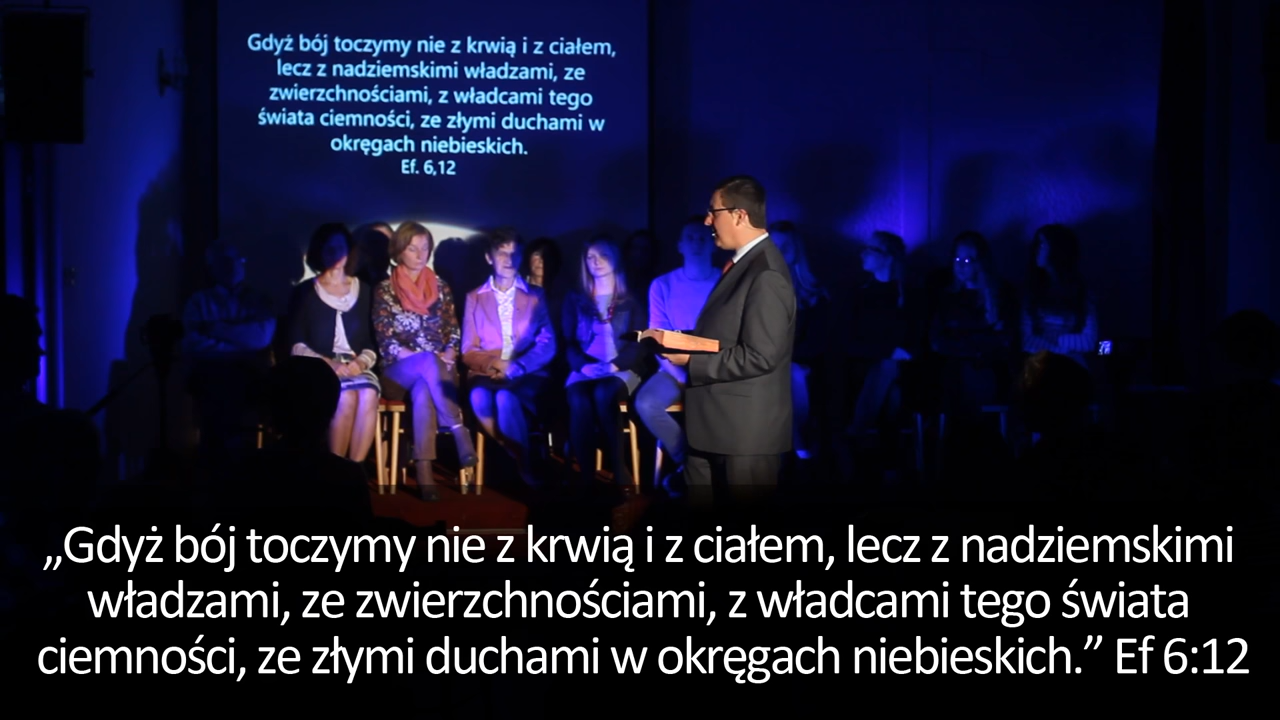 Gdyż bój toczymy nie z krwią i z ciałem,
lecz z nadziemskimi władzami, ze
zwierzchnościami, z władcami tego
świata ciemności, ze złymi duchami w
okręgach niebieskich.
Ef. 6,12
„Gdyż bój toczymy nie z krwią i z ciałem, lecz z nadziemskimi
władzami, ze zwierzchnościami, z władcami tego świata
ciemności, ze złymi duchami w okręgach niebieskich.” Ef 6:12